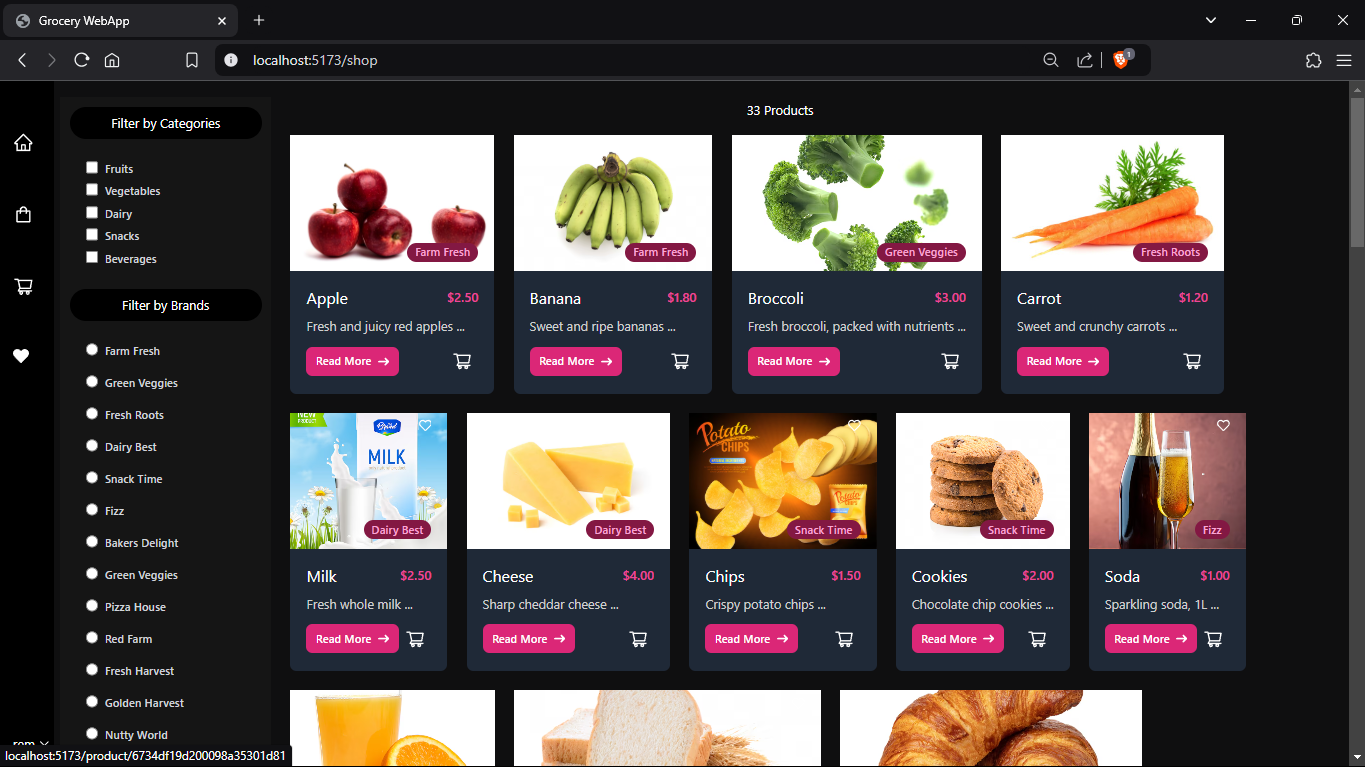 Grocery WebApp
localhost:5173/shop
1
Filter by Categories
Fruits
Vegetables
Dairy
Snacks
Beverages
Filter by Brands
Farm Fresh
Green Veggies
Fresh Roots
Dairy Best
Snack Time
Fizz
Bakers Delight
Green Veggies
Pizza House
Red Farm
Fresh Harvest
Golden Harvest
Nutty World
localhost:5173/product/6734df19d200098a35301d81
33 Products
Farm Fresh
Apple $2.50
Fresh and juicy red apples ...
Read More →
Farm Fresh
Banana $1.80
Sweet and ripe bananas ...
Read More →
Green Veggies
Broccoli $3.00
Fresh broccoli, packed with nutrients ...
Read More →
Fresh Roots
Carrot $1.20
Sweet and crunchy carrots ...
Read More →
NEW
PRODUCT
MILK
Dairy Best
Milk $2.50
Fresh whole milk ...
Read More →
Dairy Best
Cheese $4.00
Sharp cheddar cheese ...
Read More →
Potato
CHIPS
Potato
Snack Time
Chips $1.50
Crispy potato chips ...
Read More →
Snack Time
Cookies $2.00
Chocolate chip cookies ...
Read More →
Fizz
Soda $1.00
Sparkling soda, 1L ...
Read More →